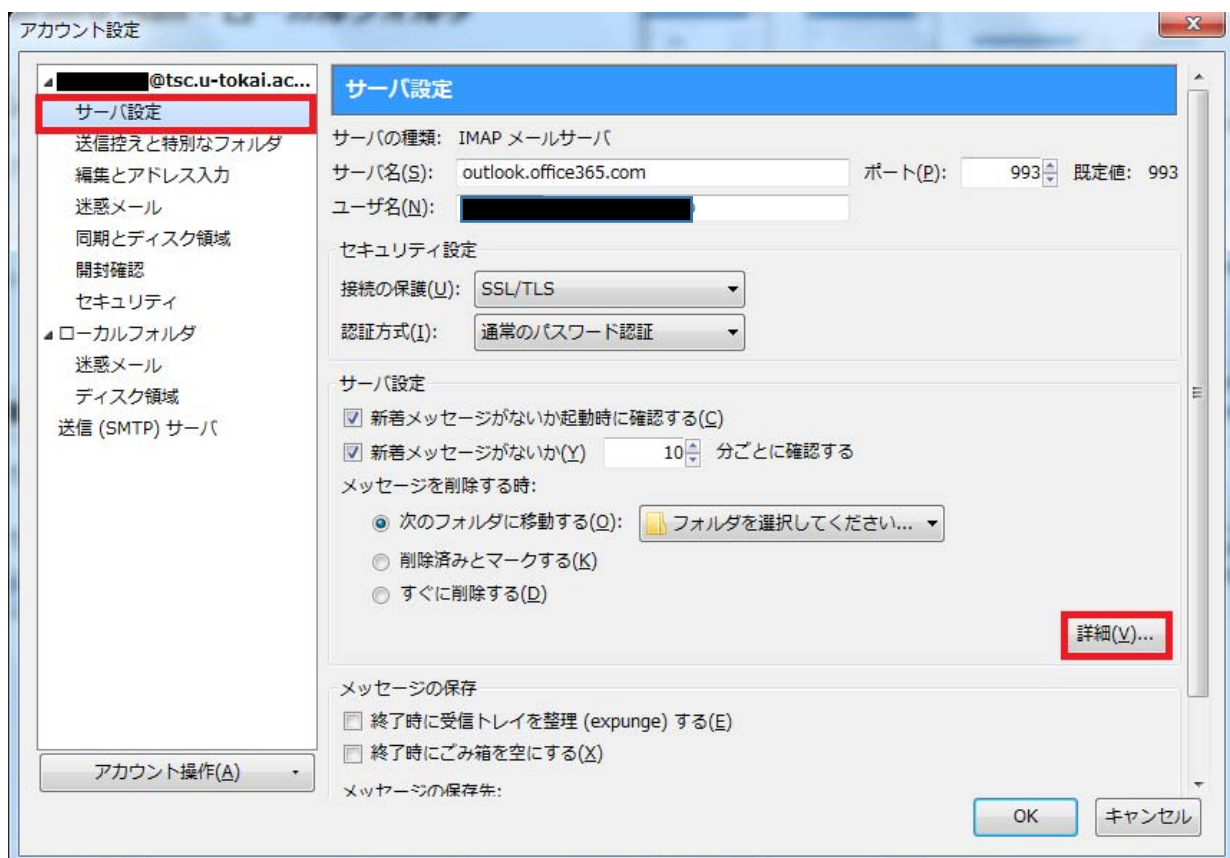 アカウント設定
@tsc.u-tokai.ac...
サーバ設定
送信控えと特別なフォルダ
編集とアドレス入力
迷惑メール
同期とディスク領域
開封確認
セキュリティ
ローカルフォルダ
迷惑メール
ディスク領域
送信 (SMTP) サーバ
アカウント操作(A)
サーバ設定
サーバの種類: IMAP メールサーバ
サーバ名(S): outlook.office365.com ポート(P): 993 既定値: 993
ユーザ名(N):
セキュリティ設定
接続の保護(U): SSL/TLS
認証方式(I): 通常のパスワード認証
サーバ設定
新着メッセージがないか起動時に確認する(C)
新着メッセージがないか(Y) 10 分ごとに確認する
メッセージを削除する時:
次のフォルダに移動する(O): フォルダを選択してください...
削除済みとマークする(K)
すぐに削除する(D)
詳細(V)...
メッセージの保存
終了時に受信トレイを整理 (expunge) する(E)
終了時にごみ箱を空にする(X)
メッセージの保存先:
OK キャンセル